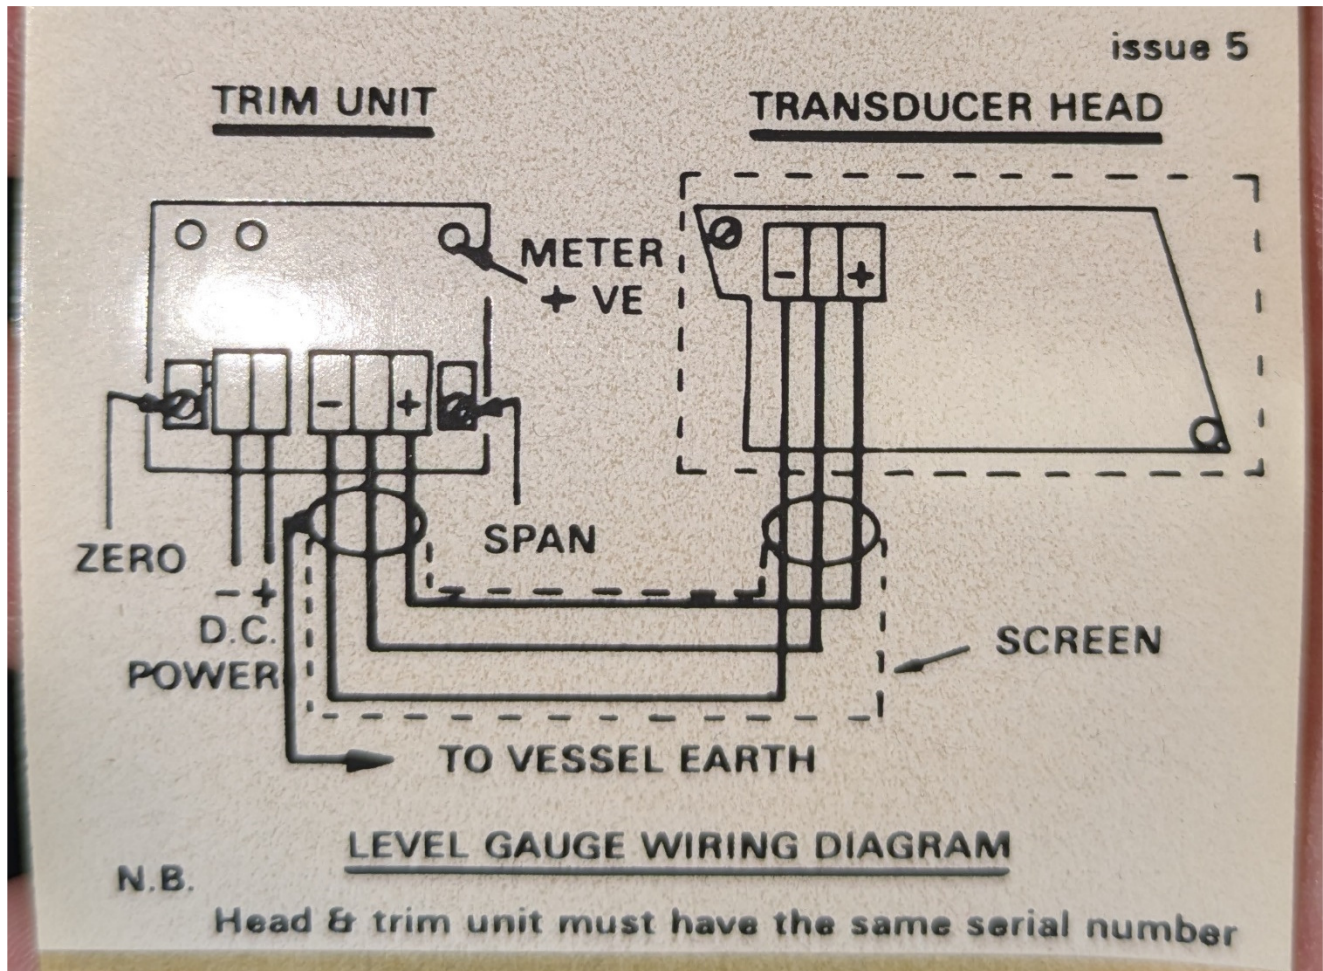 issue 5
TRIM UNIT
TRANSDUCER HEAD
METER
+ VE
- +
- +
ZERO
SPAN
- +
D.C.
POWER
SCREEN
TO VESSEL EARTH
LEVEL GAUGE WIRING DIAGRAM
N.B.
Head & trim unit must have the same serial number